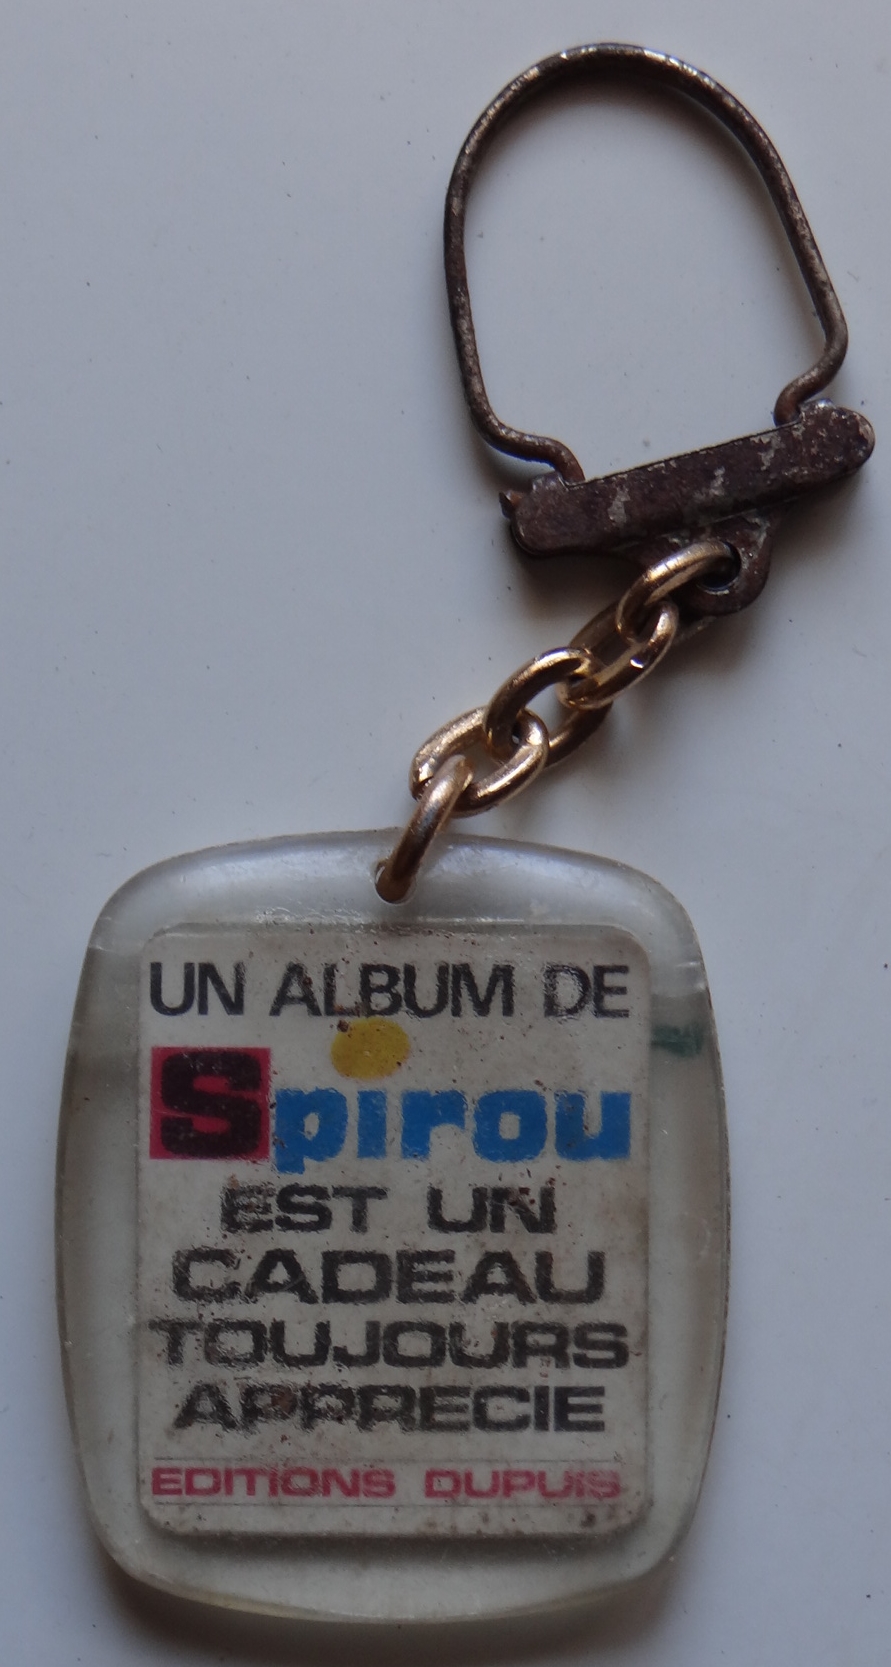 UN ALBUM DE
Spirou
EST UN
CADEAU
TOUJOURS
APPRECIE
EDITIONS DUPUIS